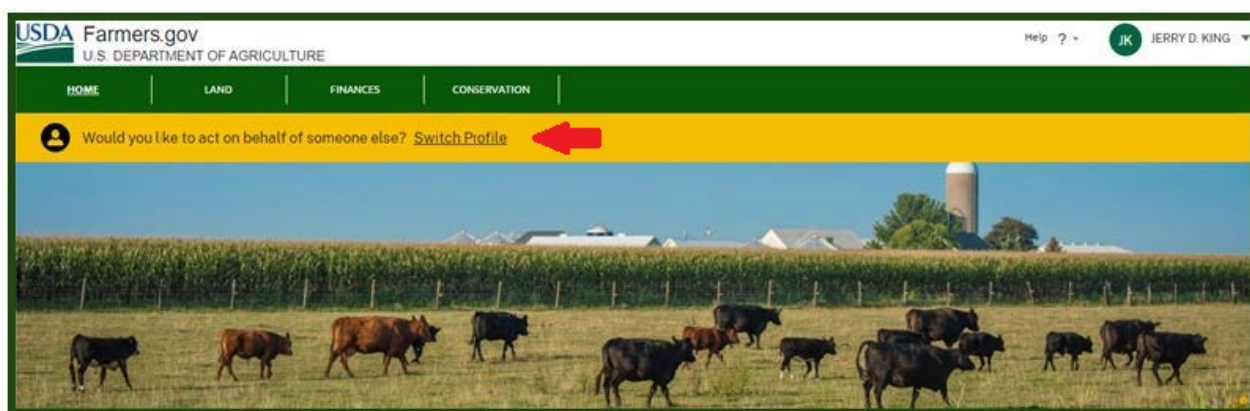 USDA
Farmers.gov
U.S. DEPARTMENT OF AGRICULTURE
Help ?
JK
JERRY D. KING
HOME
LAND
FINANCES
CONSERVATION
Would you like to act on behalf of someone else? Switch Profile